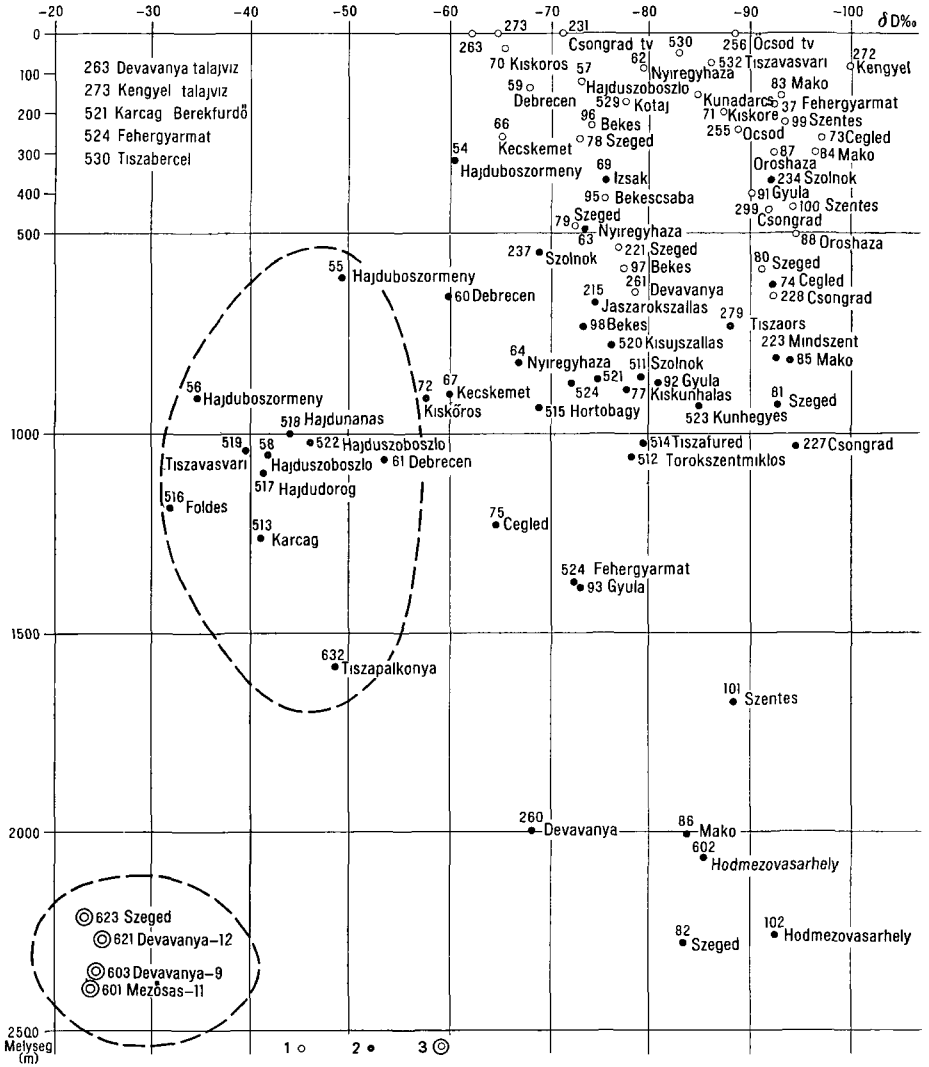 -20 -30 -40 -50 -60 -70 -80 -90 -100
δD‰
0
100
200
300
400
500
1000
1500
2000
2500
Melyseg
(m)
263 Devavanya talajvíz
273 Kengyel talajvíz
521 Karcag Berekfurdő
524 Fehergyarmat
530 Tiszabercel
263
273
231
Csongrad tv
530
256 Öcsod tv
532 Tiszavasvari
272
Kengyel
70 Kiskoros
62
Nyiregyhaza
57
Hajduszoboszlo
59
Debrecen
529 Kotaj
Kunadarcs
83 Mako
37 Fehergyarmat
71 Kiskore
99 Szentes
96
Bekes
255 Öcsod
66
Kecskemet
78 Szeged
73 Cegled
87
Oroshaza
84 Mako
54
Hajduboszormeny
69
Izsak
234 Szolnok
95 Bekescsaba
91 Gyula
299
Csongrad
100 Szentes
79 Szeged
63
Nyiregyhaza
88 Oroshaza
237
Szolnok
221 Szeged
97 Bekes
80
Szeged
74 Cegled
228 Csongrad
55
Hajduboszormeny
60 Debrecen
261
Devavanya
215
Jaszarokszallas
98 Bekes
279
Tiszaors
520 Kisujszallas
223 Mindszent
85 Mako
64
Nyiregyhaza
511 Szolnok
521
524
92 Gyula
77
Kiskunhalas
56
Hajduboszormeny
72
Kiskőros
67
Kecskemet
515 Hortobagy
523 Kunhegyes
81
Szeged
518 Hajdunanas
522 Hajduszoboszlo
519
Tiszavasvari
58
Hajduszoboszlo
61 Debrecen
514 Tiszafured
227 Csongrad
512 Torokszentmiklos
517 Hajdudorog
516
Foldes
513
Karcag
75
Cegled
524 Fehergyarmat
93 Gyula
632
Tiszapalkonya
101
Szentes
260
Devavanya
86
Mako
602
Hodmezovasarhely
623 Szeged
621 Devavanya-12
603 Devavanya-9
601 Mezősas-11
82
Szeged
102
Hodmezovasarhely
1 2 3